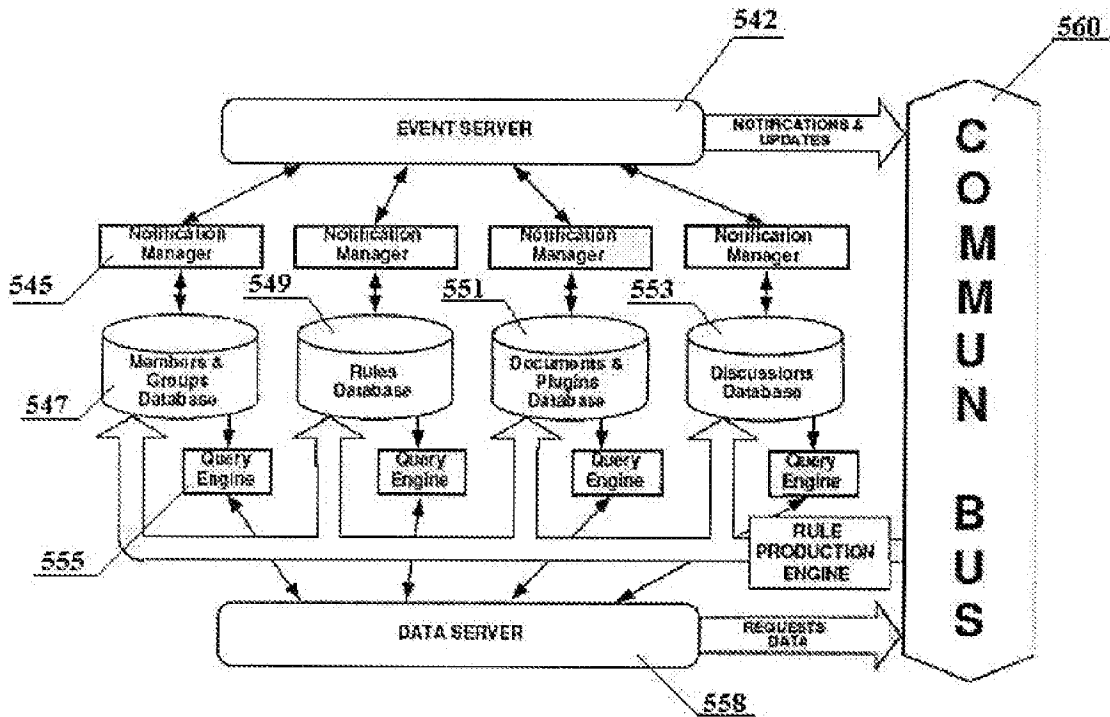 542
560
EVENT SERVER
NOTIFICATIONS &
UPDATES
COMMUN BUS
Notification
Manager
Notification
Manager
Notification
Manager
Notification
Manager
545
549
551
553
Members &
Groups
Database
Rules
Database
Documents &
Plugins
Database
Discussions
Database
547
Query
Engine
Query
Engine
Query
Engine
Query
Engine
555
RULE
PRODUCTION
ENGINE
DATA SERVER
REQUESTS
DATA
558